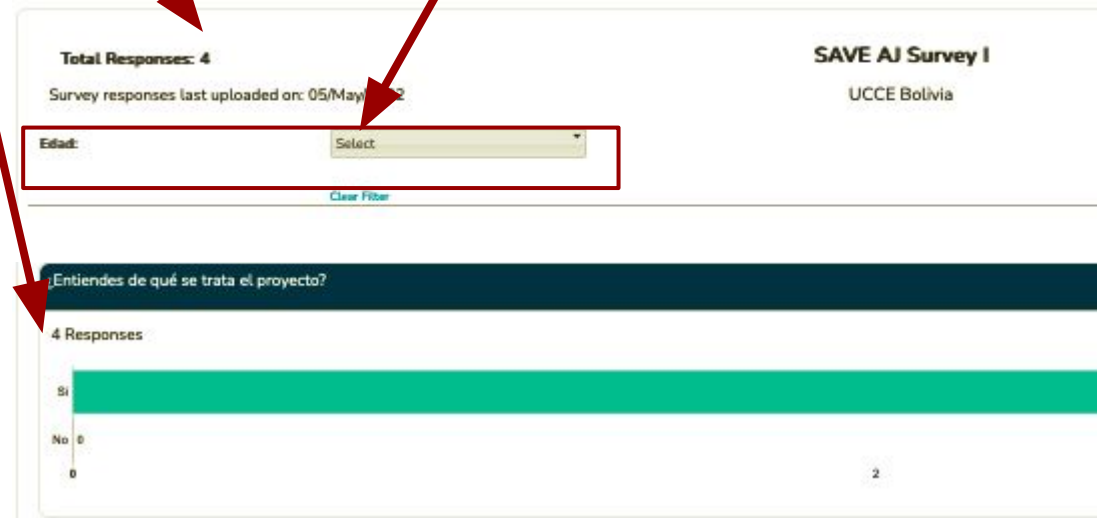 Total Responses: 4
SAVE AJ Survey I
Survey responses last uploaded on: 05/May/
UCCE Bolivia
Edad:
Select
Clear Filter
¿Entiendes de qué se trata el proyecto?
4 Responses
Si
No 0
0 2